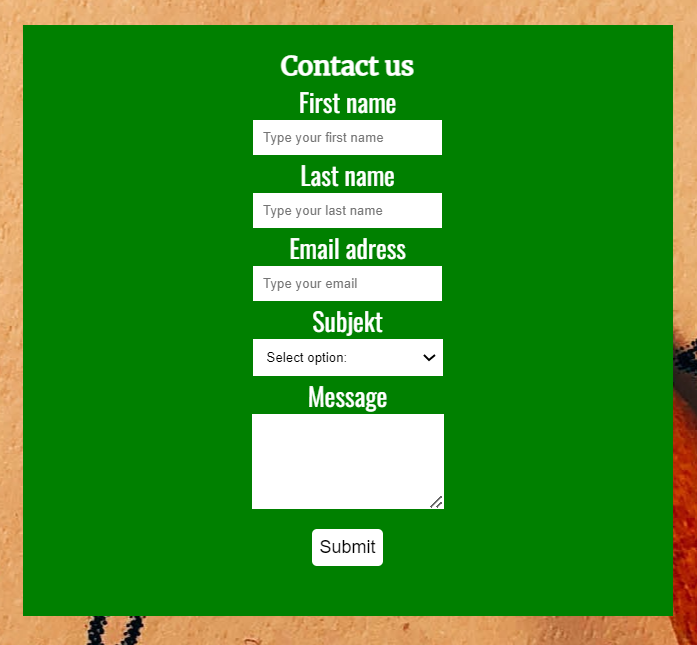 Contact us
First name
Type your first name
Last name
Type your last name
Email adress
Type your email
Subjekt
Select option:
Message
Submit